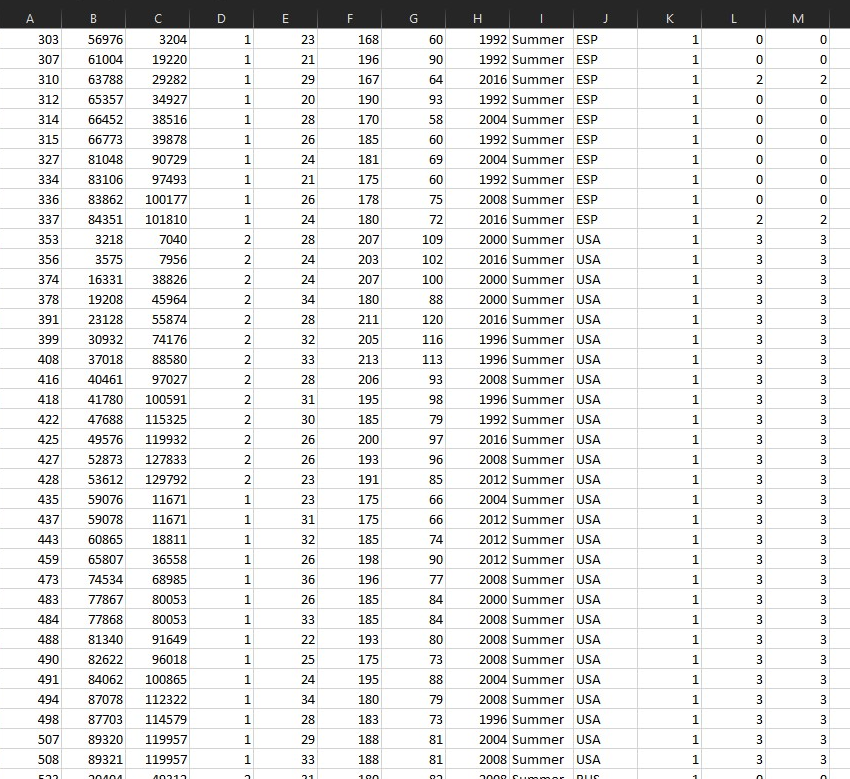 A B C D E F G H I J K L M
303 56976 3204 1 23 168 60 1992 Summer ESP 1 0 0
307 61004 19220 1 21 196 90 1992 Summer ESP 1 0 0
310 63788 29282 1 29 167 64 2016 Summer ESP 1 2 2
312 65357 34927 1 20 190 93 1992 Summer ESP 1 0 0
314 66452 38516 1 28 170 58 2004 Summer ESP 1 0 0
315 66773 39878 1 26 185 60 1992 Summer ESP 1 0 0
327 81048 90729 1 24 181 69 2004 Summer ESP 1 0 0
334 83106 97493 1 21 175 60 1992 Summer ESP 1 0 0
336 83862 100177 1 26 178 75 2008 Summer ESP 1 0 0
337 84351 101810 1 24 180 72 2016 Summer ESP 1 2 2
353 3218 7040 2 28 207 109 2000 Summer USA 1 3 3
356 3575 7956 2 24 203 102 2016 Summer USA 1 3 3
374 16331 38826 2 24 207 100 2000 Summer USA 1 3 3
378 19208 45964 2 34 180 88 2000 Summer USA 1 3 3
391 23128 55874 2 28 211 120 2016 Summer USA 1 3 3
399 30932 74176 2 32 205 116 1996 Summer USA 1 3 3
408 37018 88580 2 33 213 113 1996 Summer USA 1 3 3
416 40461 97027 2 28 206 93 2008 Summer USA 1 3 3
418 41780 100591 2 31 195 98 1996 Summer USA 1 3 3
422 47688 115325 2 30 185 79 1992 Summer USA 1 3 3
425 49576 119932 2 26 200 97 2016 Summer USA 1 3 3
427 52873 127833 2 26 193 96 2008 Summer USA 1 3 3
428 53612 129792 2 23 191 85 2012 Summer USA 1 3 3
435 59076 11671 1 23 175 66 2004 Summer USA 1 3 3
437 59078 11671 1 31 175 66 2012 Summer USA 1 3 3
443 60865 18811 1 32 185 74 2012 Summer USA 1 3 3
459 65807 36558 1 26 198 90 2012 Summer USA 1 3 3
473 74534 68985 1 36 196 77 2008 Summer USA 1 3 3
483 77867 80053 1 26 185 84 2000 Summer USA 1 3 3
484 77868 80053 1 33 185 84 2008 Summer USA 1 3 3
488 81340 91649 1 22 193 80 2008 Summer USA 1 3 3
490 82622 96018 1 25 175 73 2008 Summer USA 1 3 3
491 84062 100865 1 24 195 88 2004 Summer USA 1 3 3
494 87078 112322 1 34 180 79 2008 Summer USA 1 3 3
498 87703 114579 1 28 183 73 1996 Summer USA 1 3 3
507 89320 119957 1 29 188 81 2004 Summer USA 1 3 3
508 89321 119957 1 33 188 81 2008 Summer USA 1 3 3